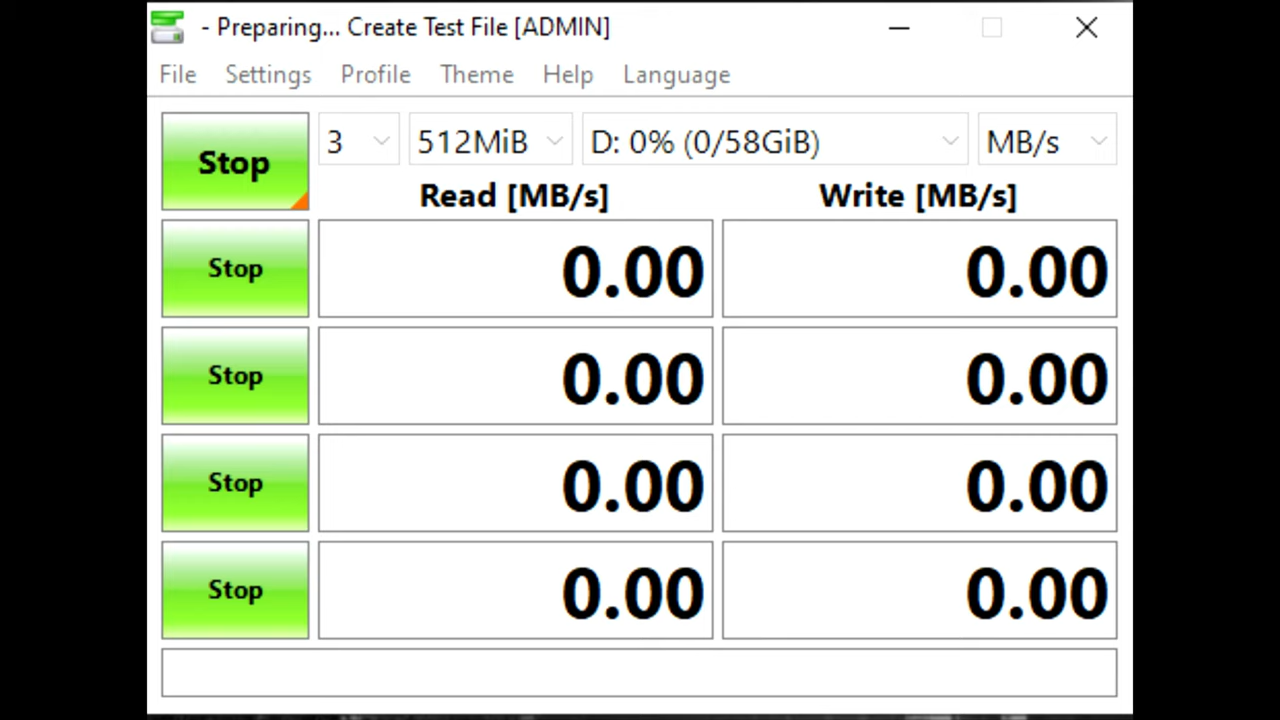 - Preparing... Create Test File [ADMIN]
File Settings Profile Theme Help Language
Stop 3 512MiB D: 0% (0/58GiB) MB/s
Read [MB/s] Write [MB/s]
Stop 0.00 0.00
Stop 0.00 0.00
Stop 0.00 0.00
Stop 0.00 0.00